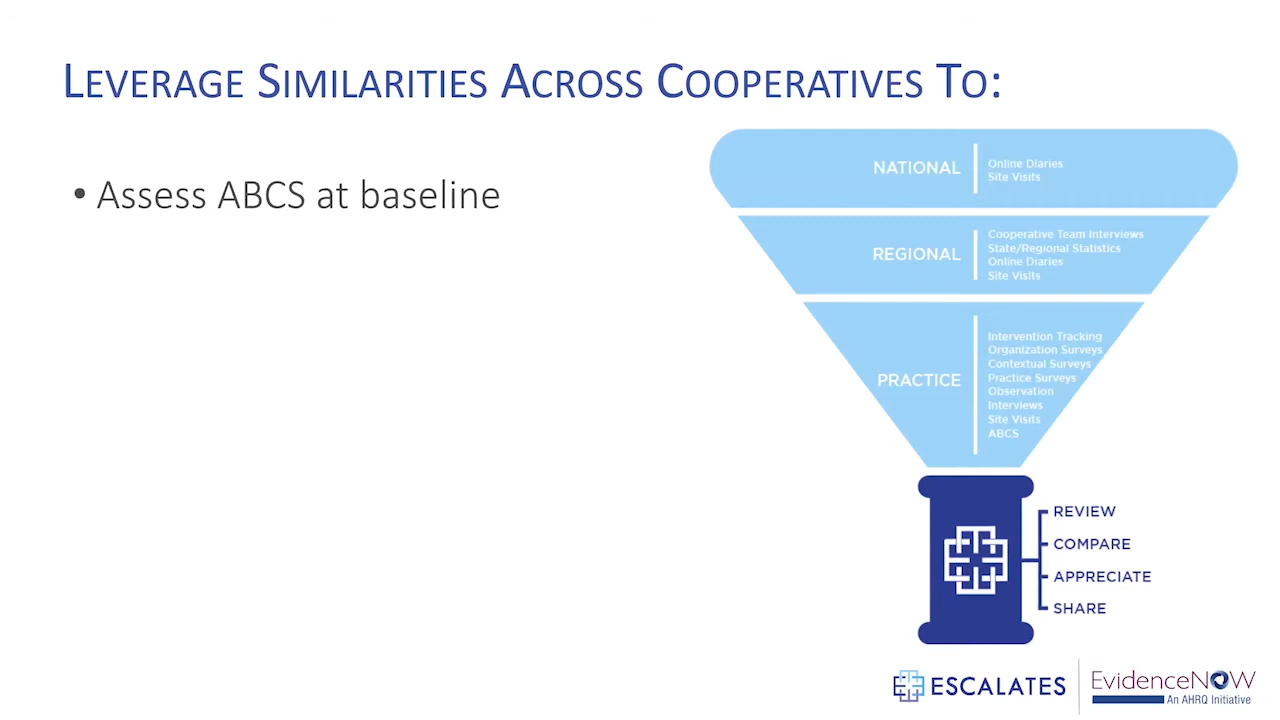 LEVERAGE SIMILARITIES ACROSS COOPERATIVES TO:
• Assess ABCS at baseline
NATIONAL
Online Diaries
Site Visits
REGIONAL
Cooperative Team Interviews
State/Regional Statistics
Online Diaries
Site Visits
PRACTICE
Intervention Tracking
Organization Surveys
Contextual Surveys
Practice Surveys
Observation
Interviews
Site Visits
ABCS
REVIEW
COMPARE
APPRECIATE
SHARE
ESCALATES
EvidenceNOW
An AHRQ Initiative